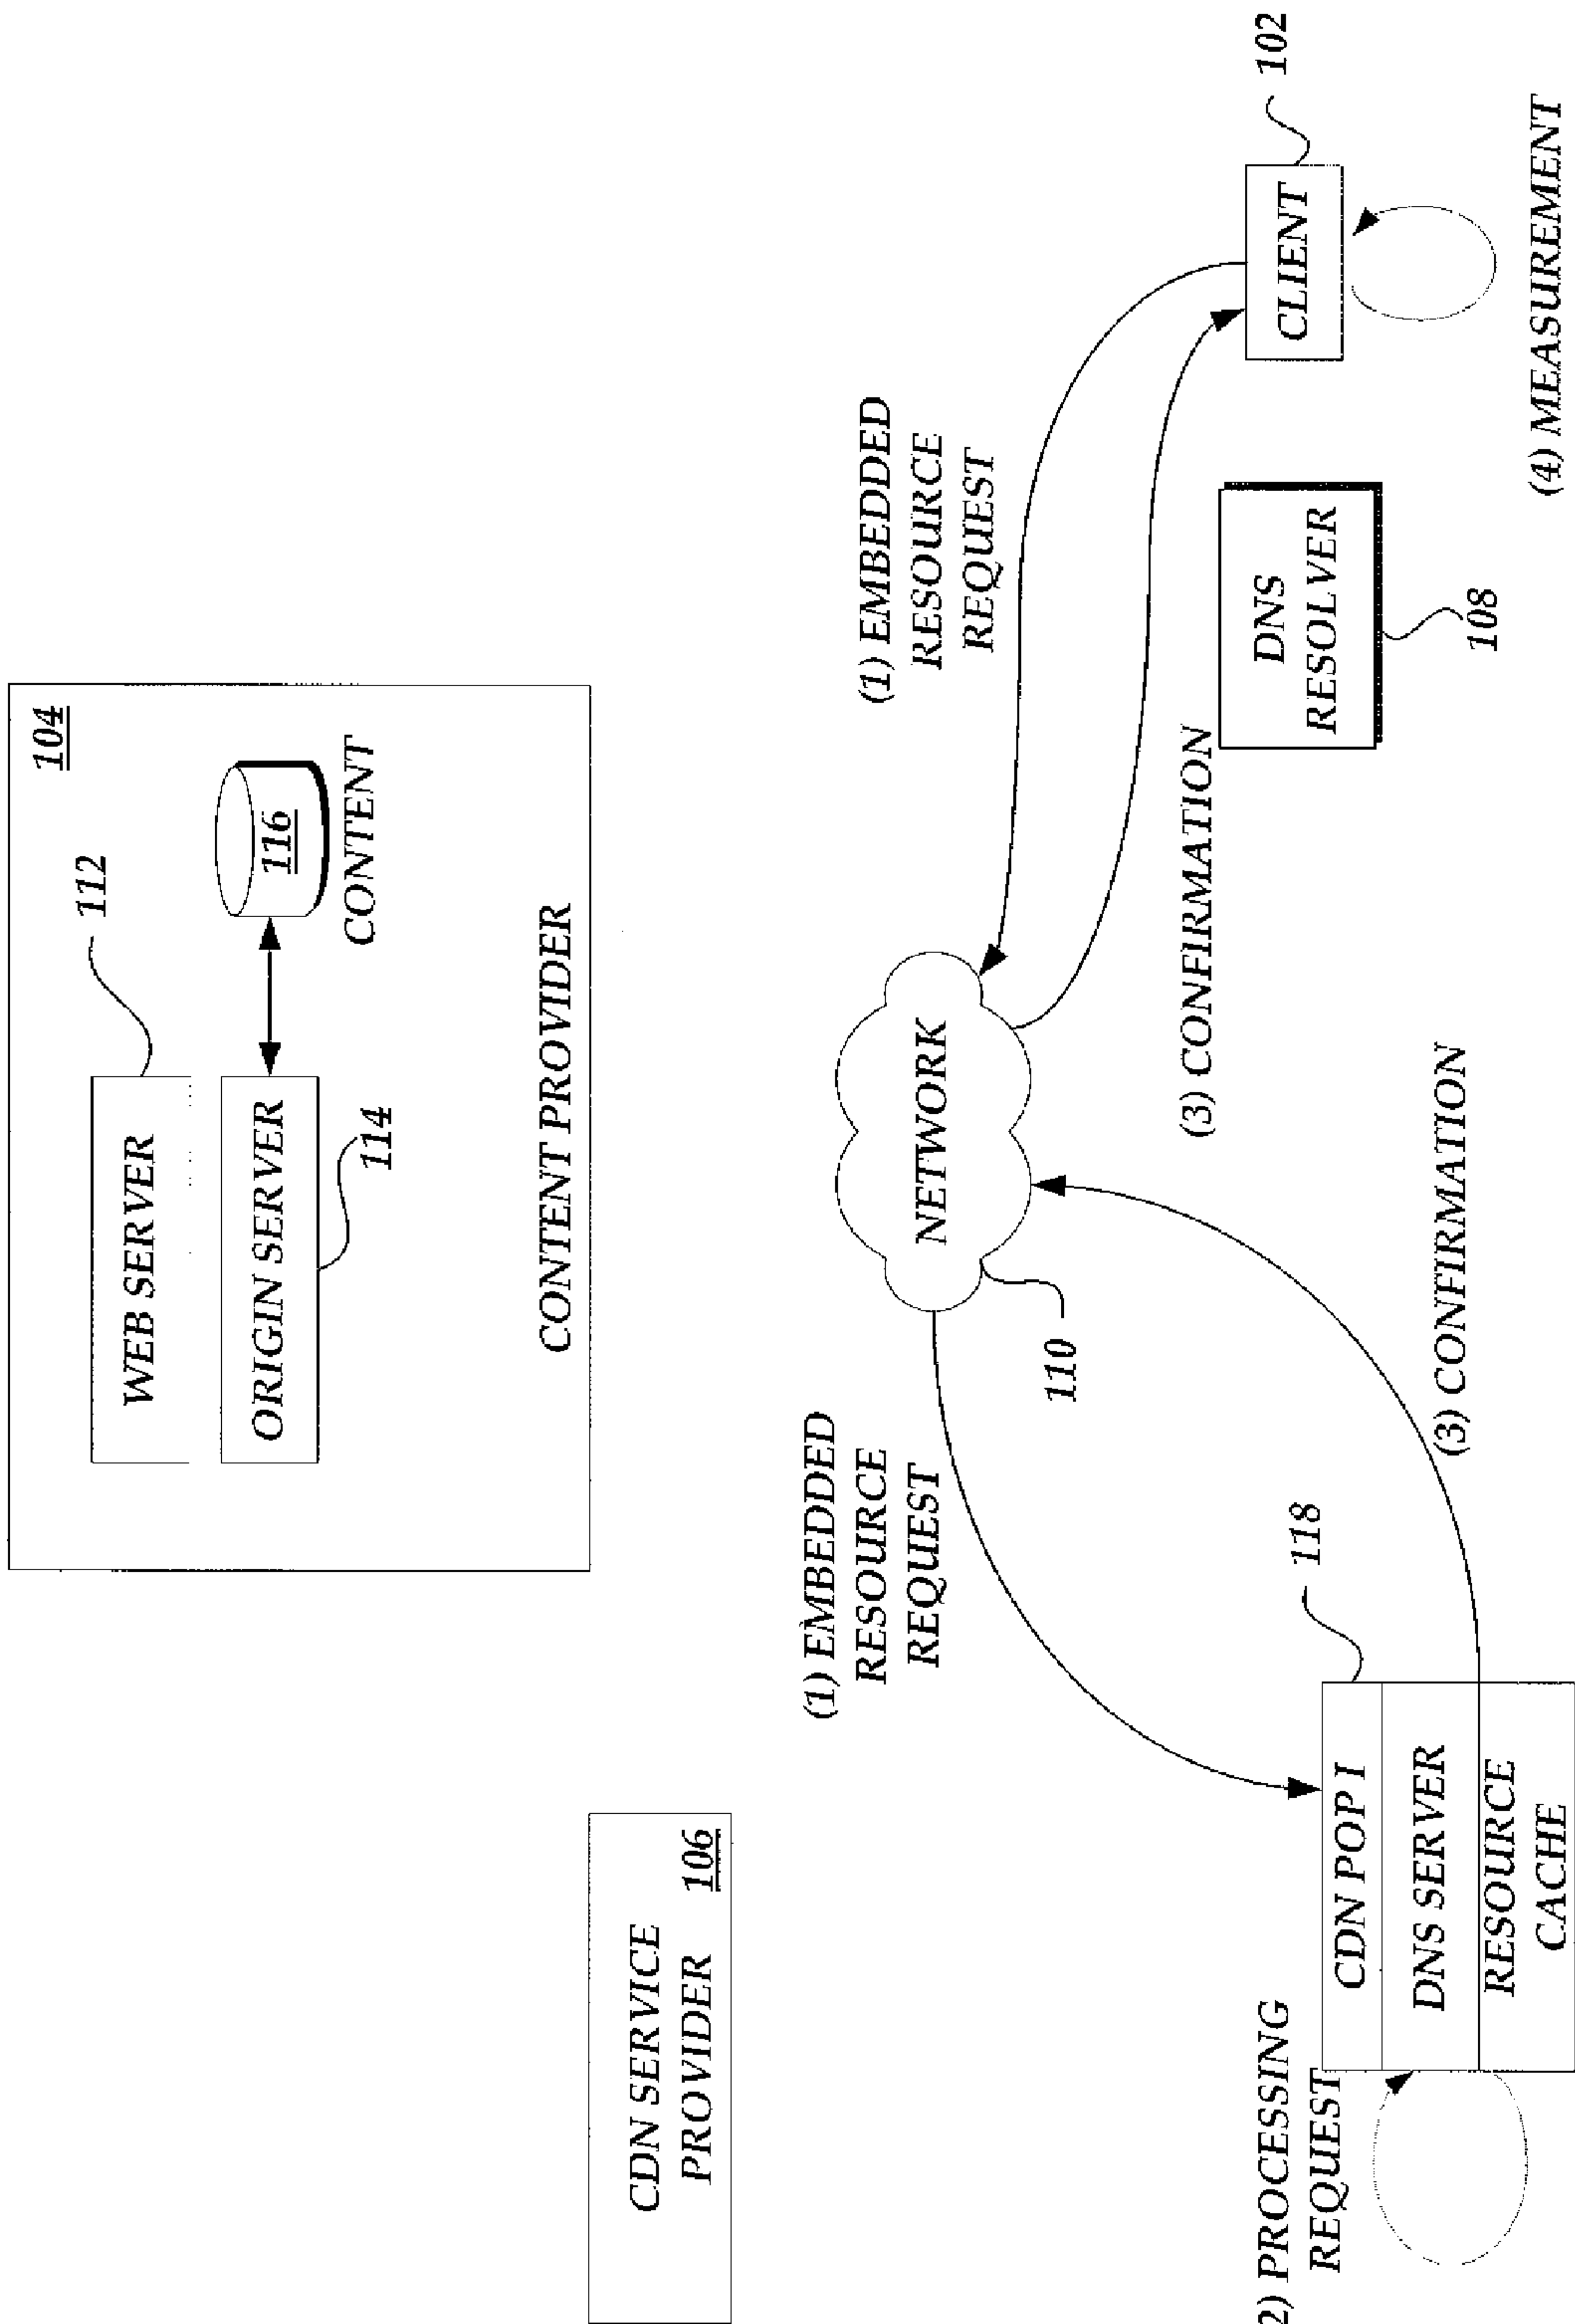 104
112
WEB SERVER
ORIGIN SERVER
116
CONTENT
114
CONTENT PROVIDER
CDN SERVICE
PROVIDER
106
(1) EMBEDDED
RESOURCE
REQUEST
NETWORK
110
(1) EMBEDDED
RESOURCE
REQUEST
102
CLIENT
(4) MEASUREMENT
DNS
RESOLVER
108
(3) CONFIRMATION
(3) CONFIRMATION
118
CDN POP I
DNS SERVER
RESOURCE
CACHE
2) PROCESSING
REQUEST